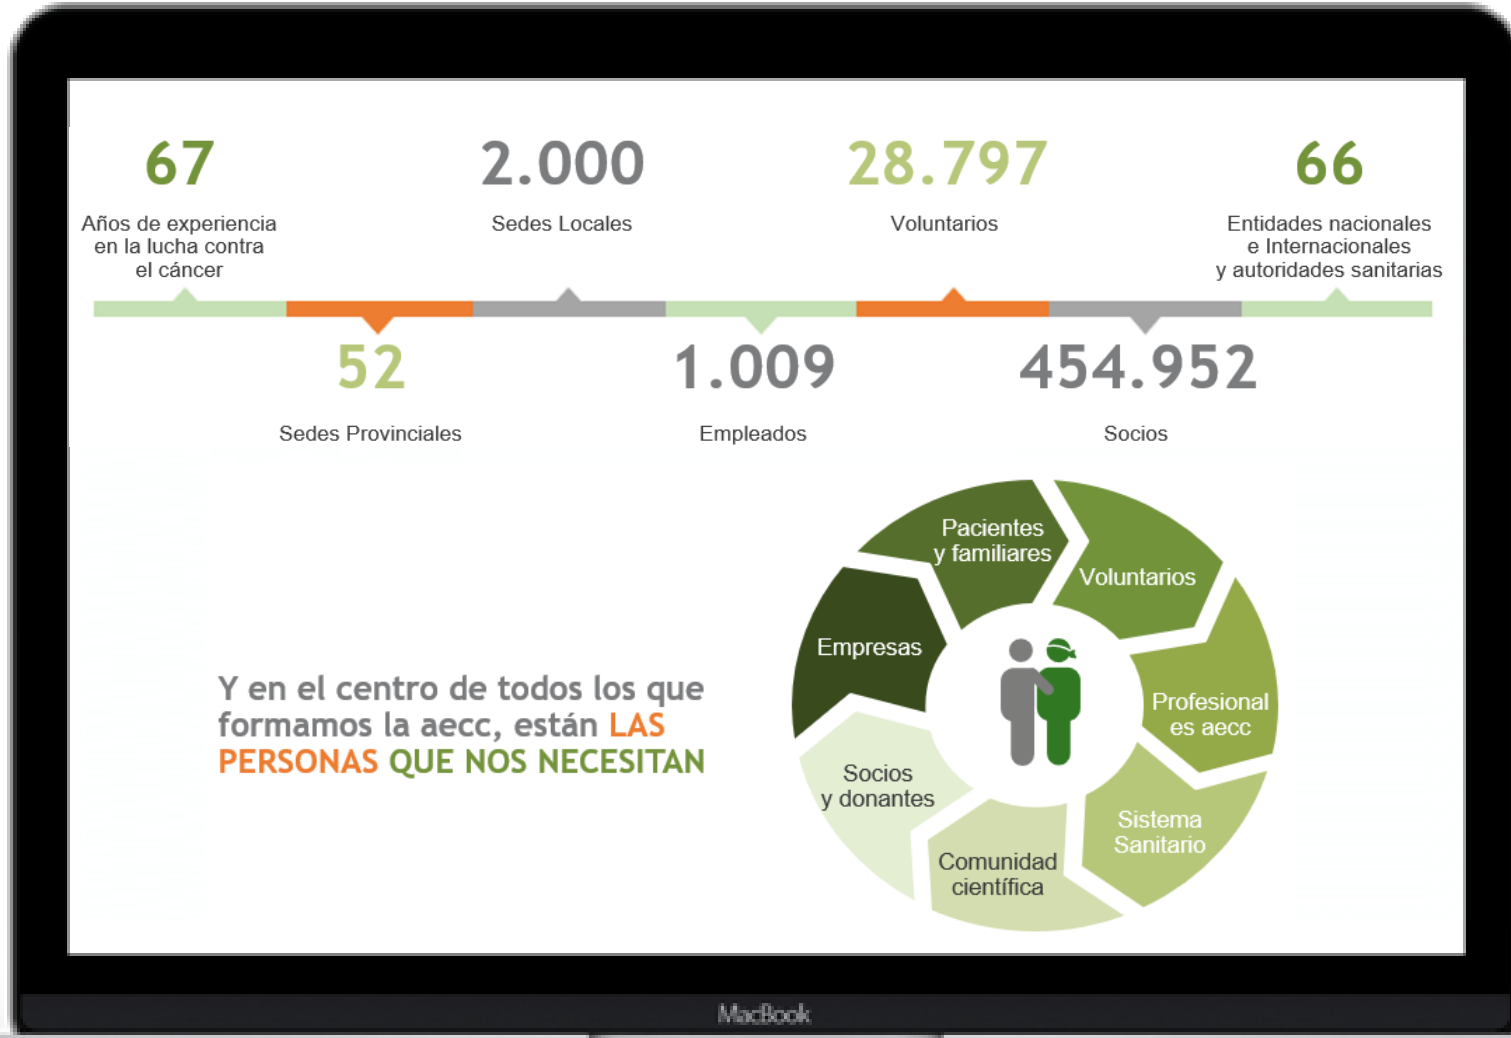 67
Años de experiencia
en la lucha contra
el cáncer
2.000
Sedes Locales
28.797
Voluntarios
66
Entidades nacionales
e Internacionales
y autoridades sanitarias
52
Sedes Provinciales
1.009
Empleados
454.952
Socios
Y en el centro de todos los que
formamos la aecc, están LAS
PERSONAS QUE NOS NECESITAN
Pacientes
y familiares
Voluntarios
Profesional
es aecc
Sistema
Sanitario
Comunidad
científica
Socios
y donantes
Empresas
MacBook